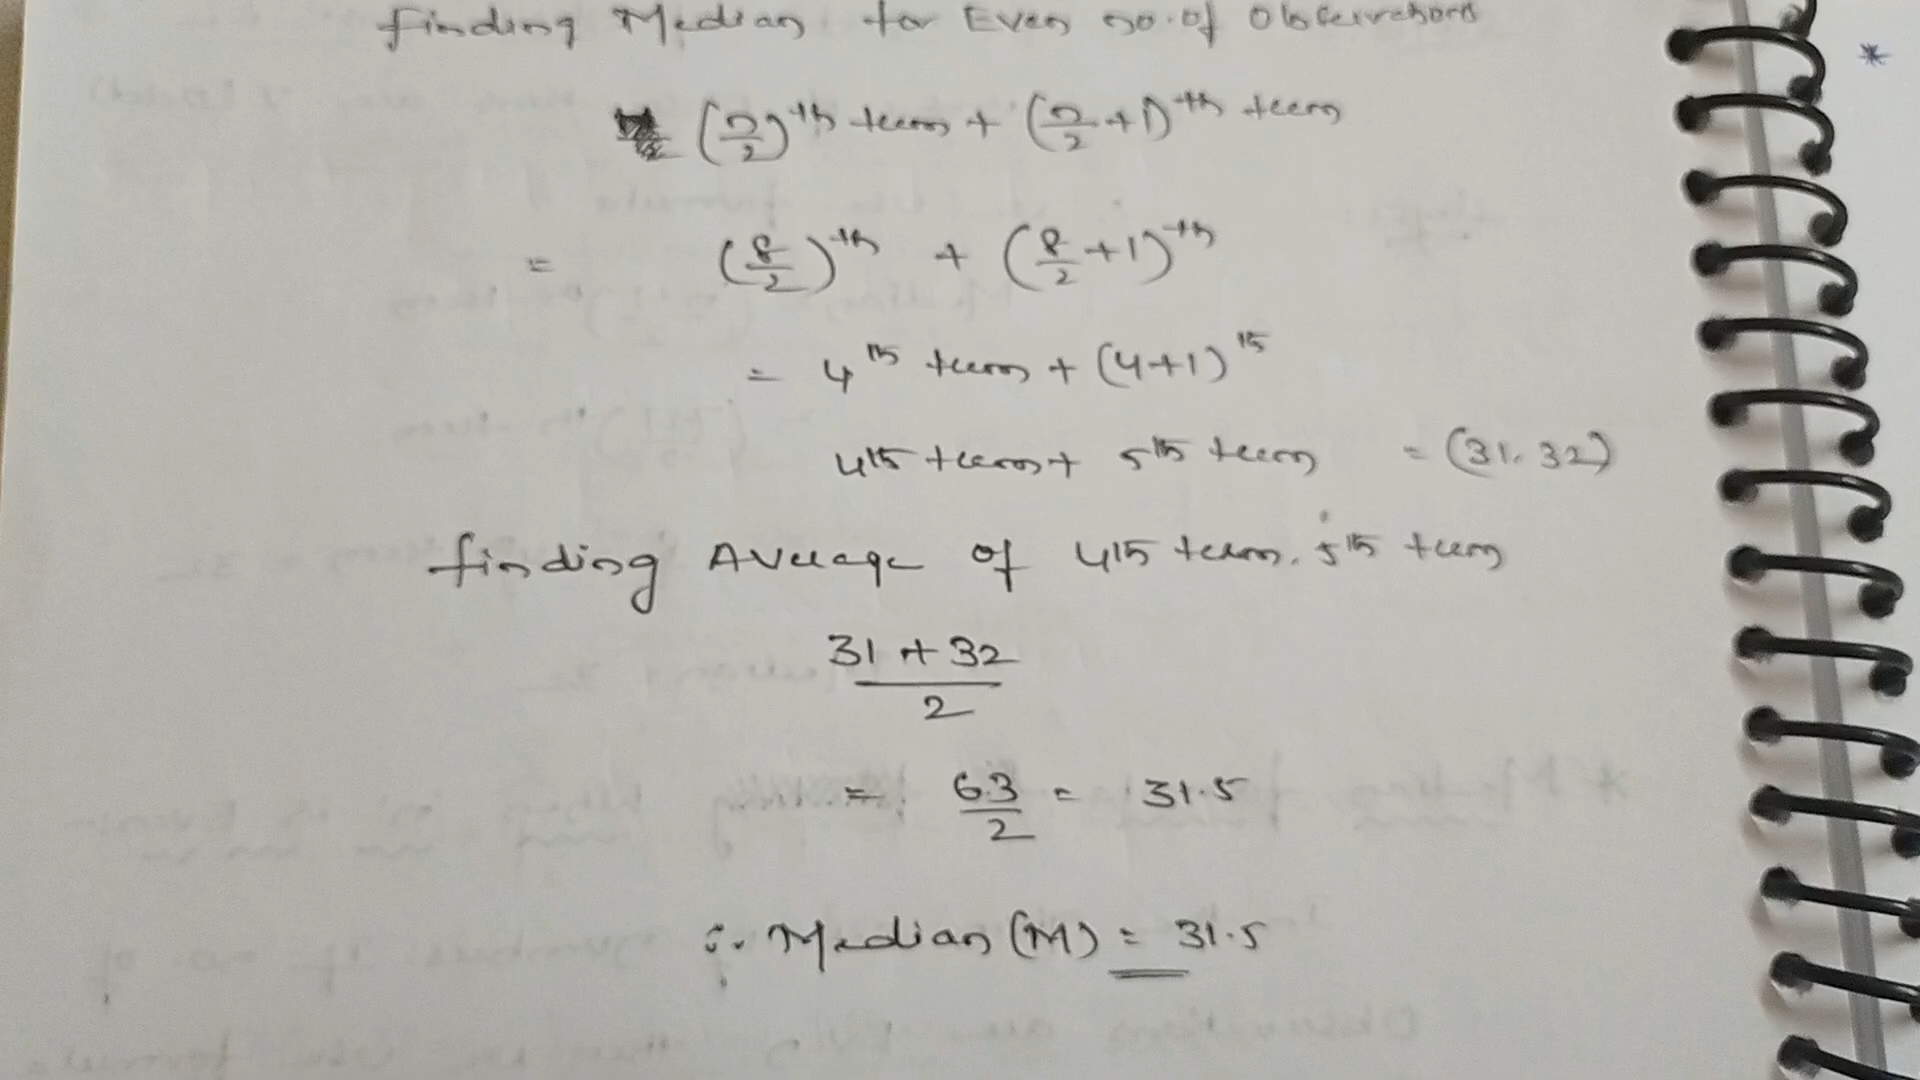 finding Median for Even no.of Observations
(n/2)th term + (n/2 +1)th term
= (8/2)th + (8/2 +1)th
= 4th term + (4+1)th
4th term + 5th term = (31, 32)
finding Average of 4th term, 5th term
31 + 32 / 2
= 63/2 = 31.5
∴ Median (M) = 31.5
*